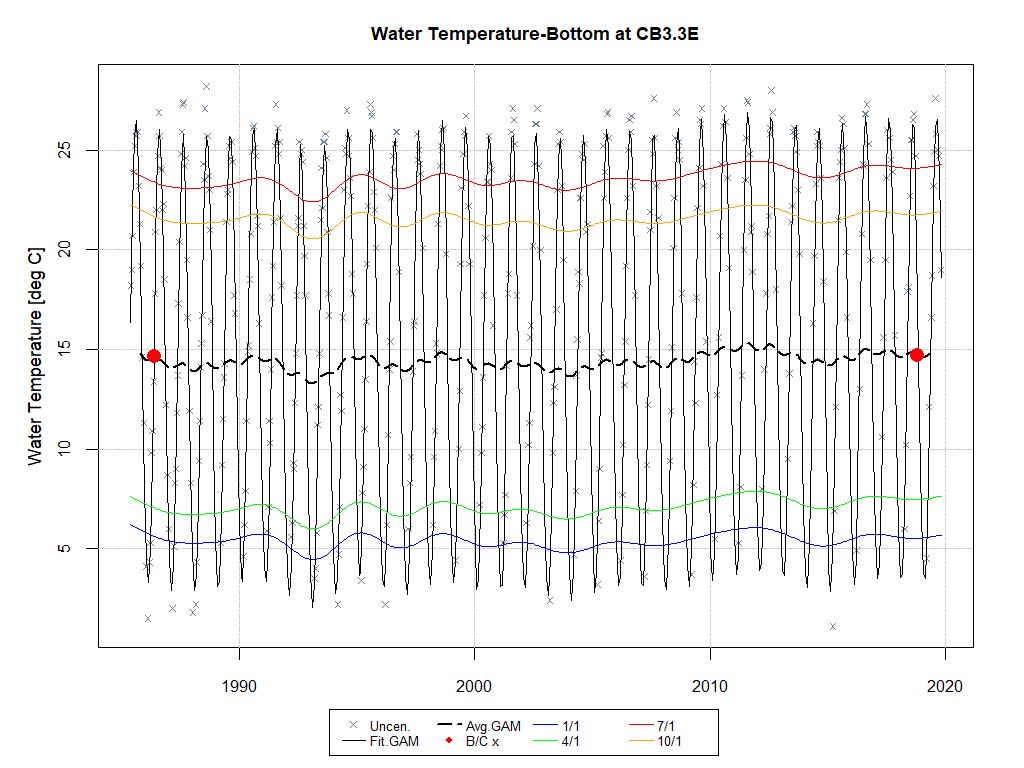 Water Temperature-Bottom at CB3.3E
Water Temperature [deg C]
25
20
15
10
5
1990 2000 2010 2020
Uncen. Avg.GAM 1/1 7/1
Fit.GAM B/C x 4/1 10/1